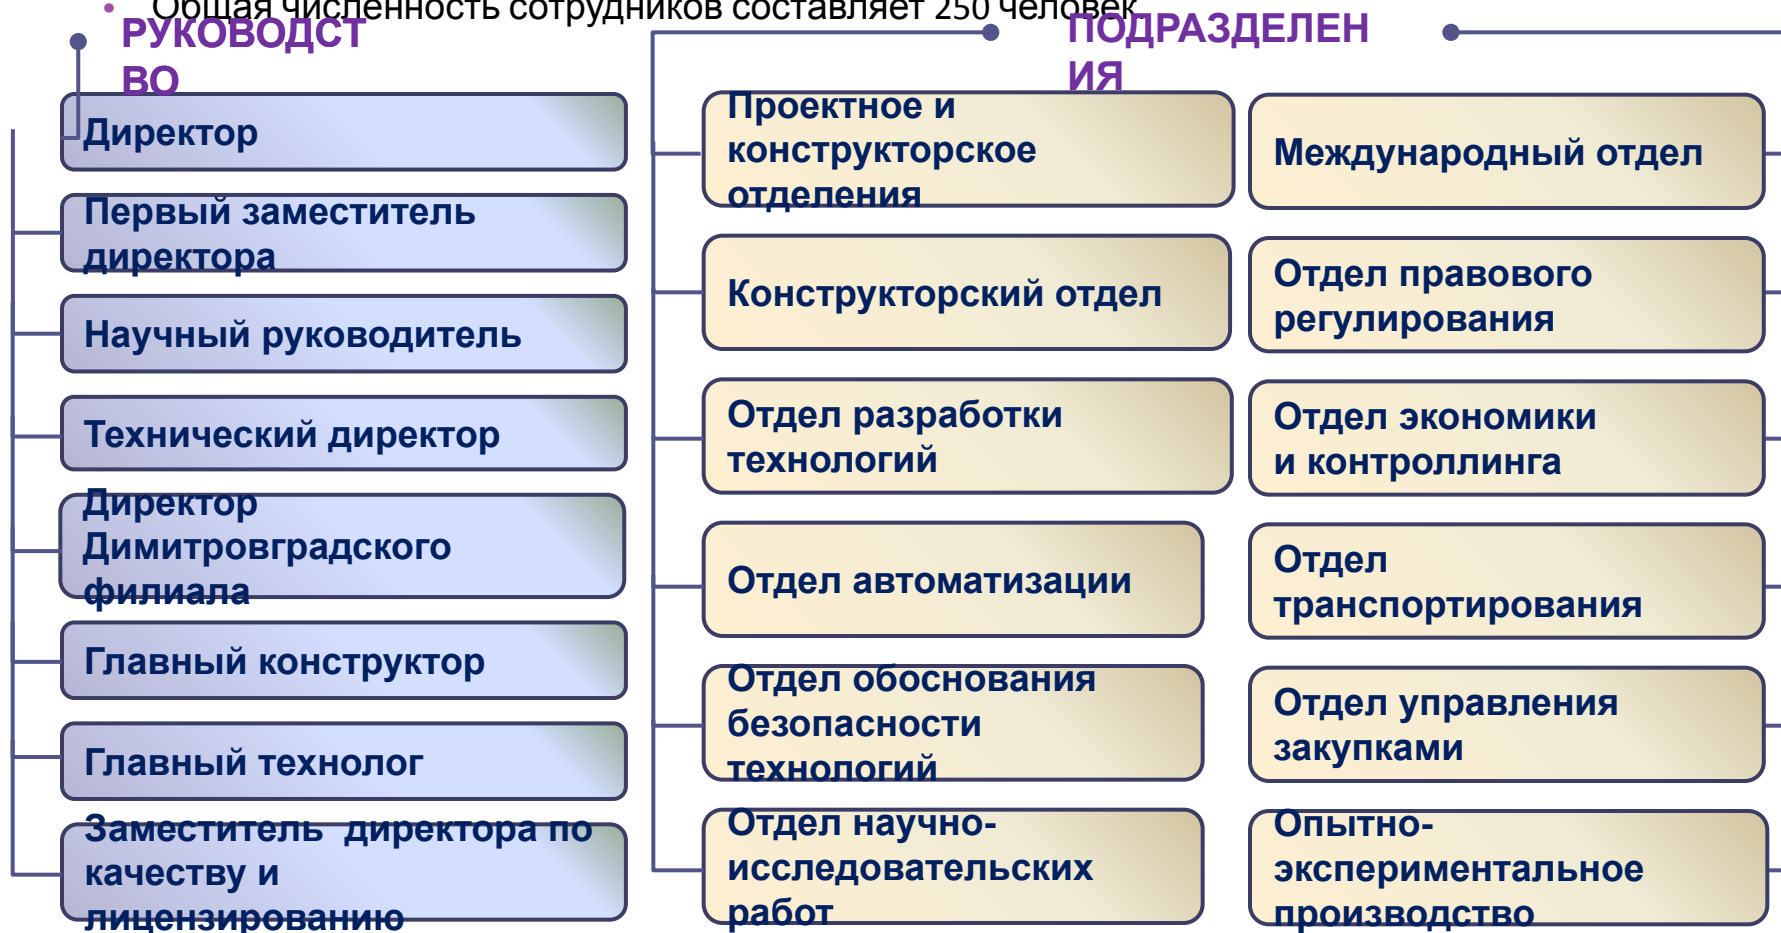 • Общая численность сотрудников составляет 250 человек.
РУКОВОДСТ
ВО
Директор
Первый заместитель
директора
Научный руководитель
Технический директор
Директор
Димитровградского
филиала
Главный конструктор
Главный технолог
Заместитель директора по
качеству и
лицензированию
ПОДРАЗДЕЛЕН
ИЯ
Проектное и
конструкторское
отделения
Конструкторский отдел
Отдел разработки
технологий
Отдел автоматизации
Отдел обоснования
безопасности
технологий
Отдел научно-
исследовательских
работ
Международный отдел
Отдел правового
регулирования
Отдел экономики
и контроллинга
Отдел
транспортирования
Отдел управления
закупками
Опытно-
экспериментальное
производство